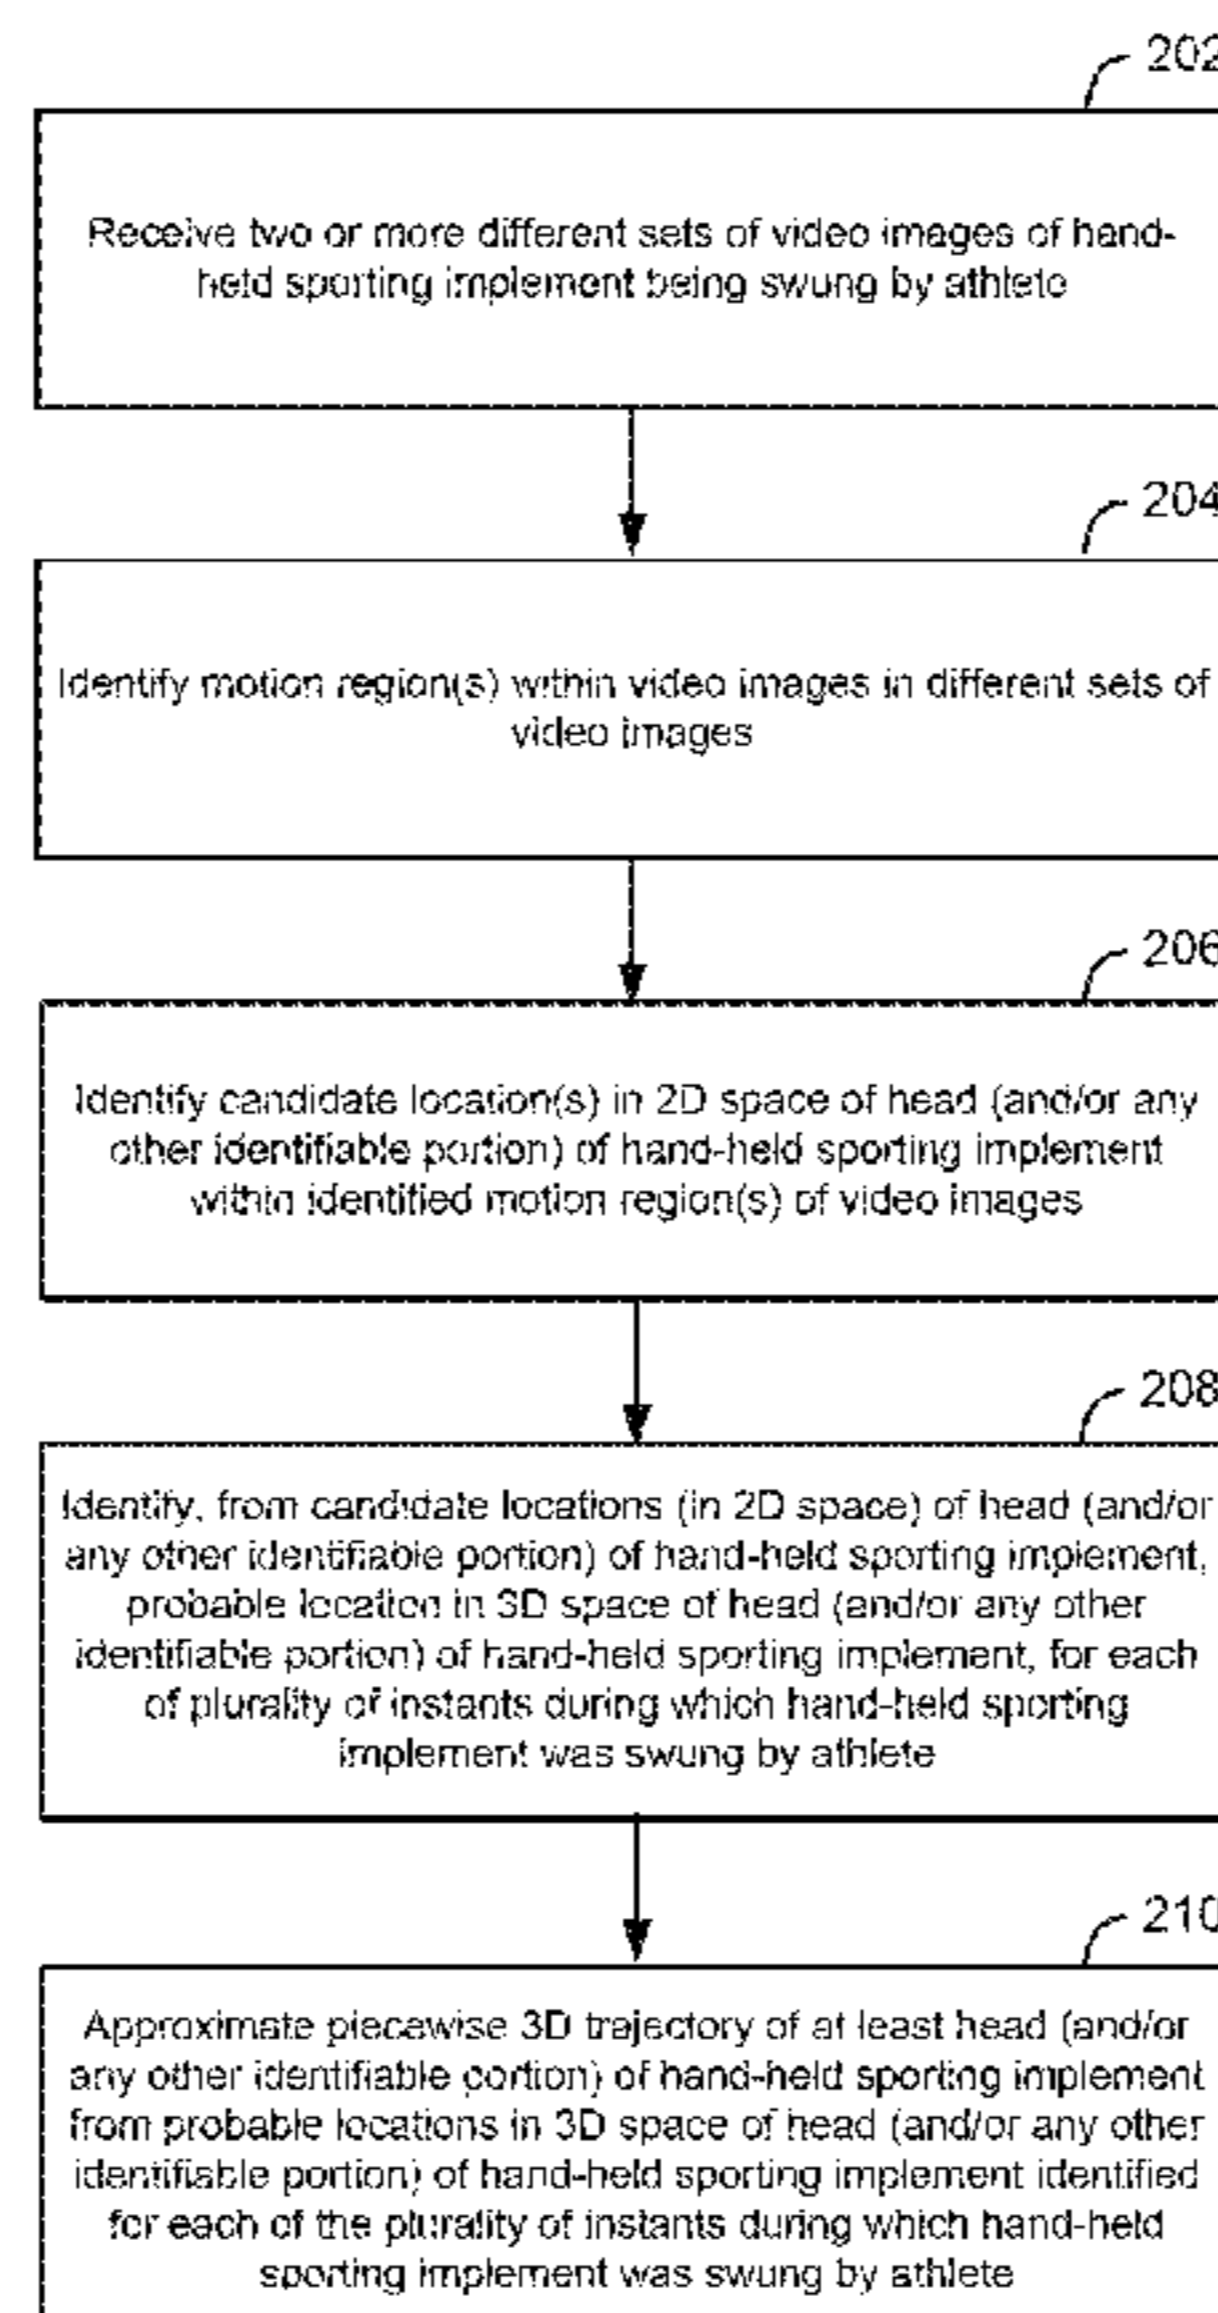 202
Receive two or more different sets of video images of hand-
held sporting implement being swung by athlete
204
Identify motion region(s) within video images in different sets of
video images
206
Identify candidate location(s) in 2D space of head (and/or any
other identifiable portion) of hand-held sporting implement
within identified motion region(s) of video images
208
Identify, from candidate locations (in 2D space) of head (and/or
any other identifiable portion) of hand-held sporting implement,
probable location in 3D space of head (and/or any other
identifiable portion) of hand-held sporting implement, for each
of plurality of instants during which hand-held sporting
implement was swung by athlete
210
Approximate piecewise 3D trajectory of at least head (and/or
any other identifiable portion) of hand-held sporting implement
from probable locations in 3D space of head (and/or any other
identifiable portion) of hand-held sporting implement identified
for each of the plurality of instants during which hand-held
sporting implement was swung by athlete